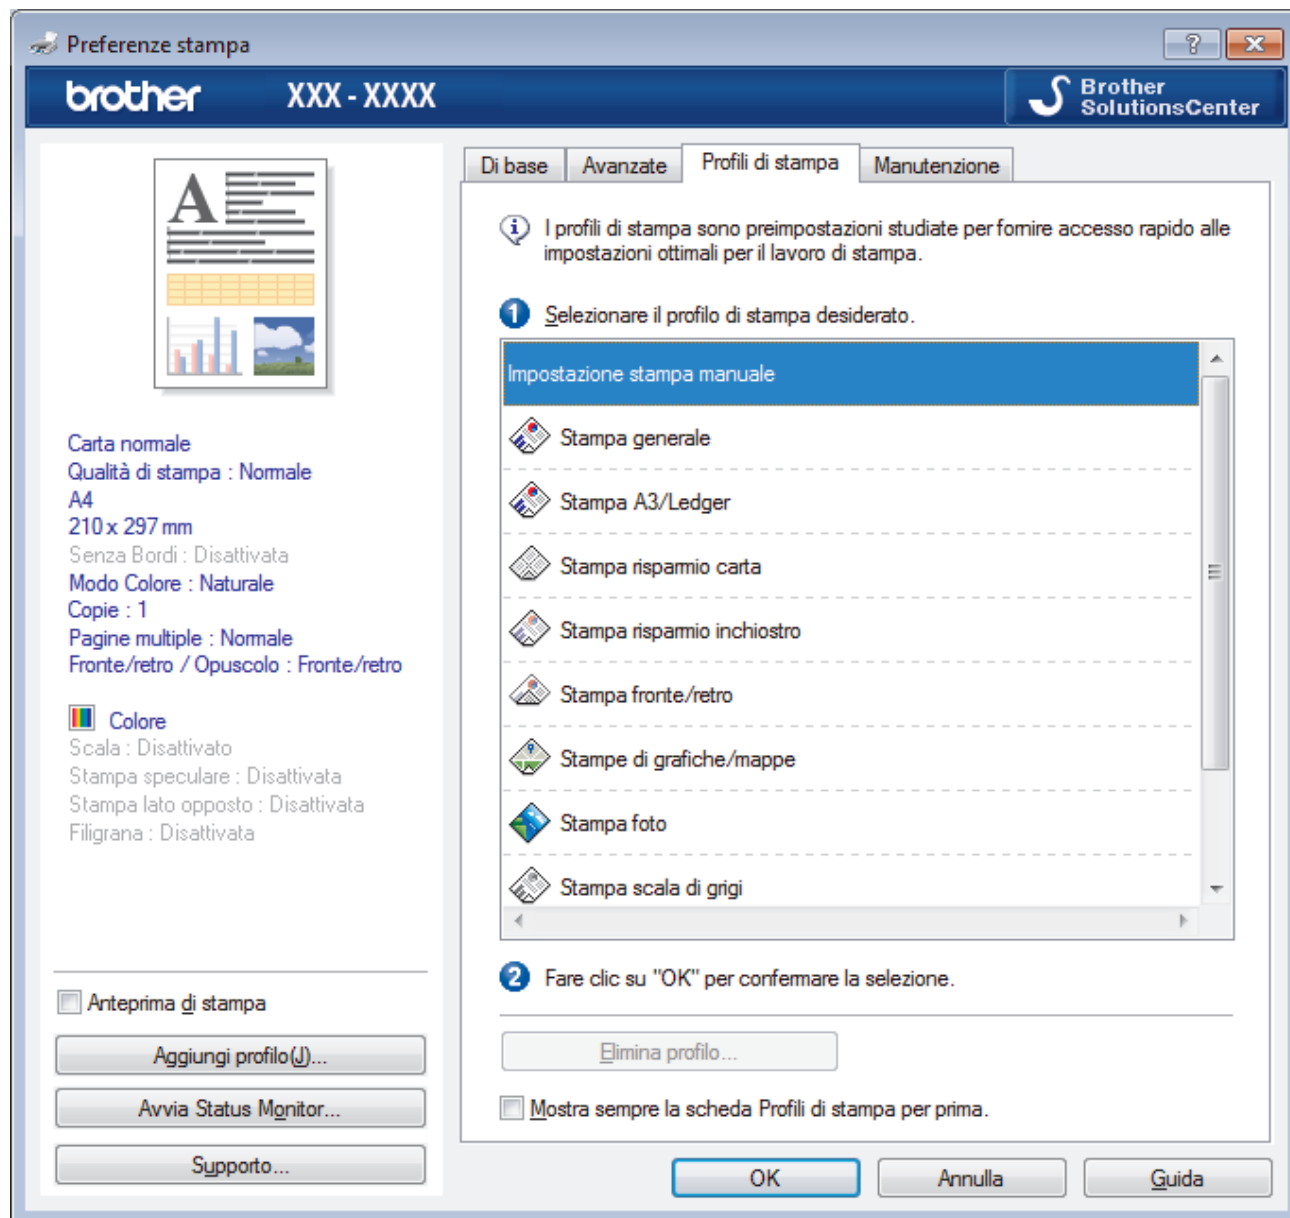 Preferenze stampa
brother XXX - XXXX
Brother
SolutionsCenter
A
Carta normale
Qualità di stampa : Normale
A4
210 x 297 mm
Senza Bordi : Disattivata
Modo Colore : Naturale
Copie : 1
Pagine multiple : Normale
Fronte/retro / Opuscolo : Fronte/retro
Colore
Scala : Disattivato
Stampa speculare : Disattivata
Stampa lato opposto : Disattivata
Filigrana : Disattivata
Anteprima di stampa
Aggiungi profilo(J)...
Avvia Status Monitor...
Supporto...
Di base Avanzate Profili di stampa Manutenzione
I profili di stampa sono preimpostazioni studiate per fornire accesso rapido alle
impostazioni ottimali per il lavoro di stampa.
1 Selezionare il profilo di stampa desiderato.
Impostazione stampa manuale
Stampa generale
Stampa A3/Ledger
Stampa risparmio carta
Stampa risparmio inchiostro
Stampa fronte/retro
Stampe di grafiche/mappe
Stampa foto
Stampa scala di grigi
2 Fare clic su "OK" per confermare la selezione.
Elimina profilo...
Mostra sempre la scheda Profili di stampa per prima.
OK Annulla Guida